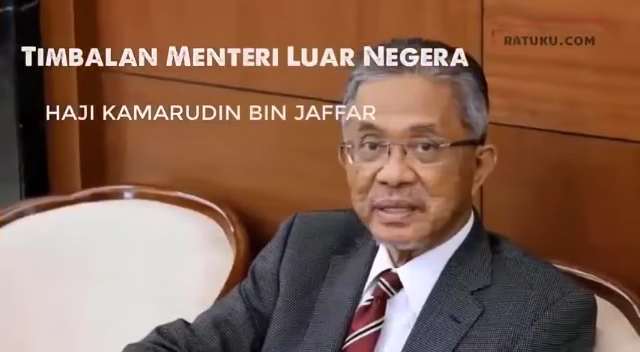 TIMBALAN MENTERI LUAR NEGERA
RATUKU.COM
HAJI KAMARUDIN BIN JAFFAR